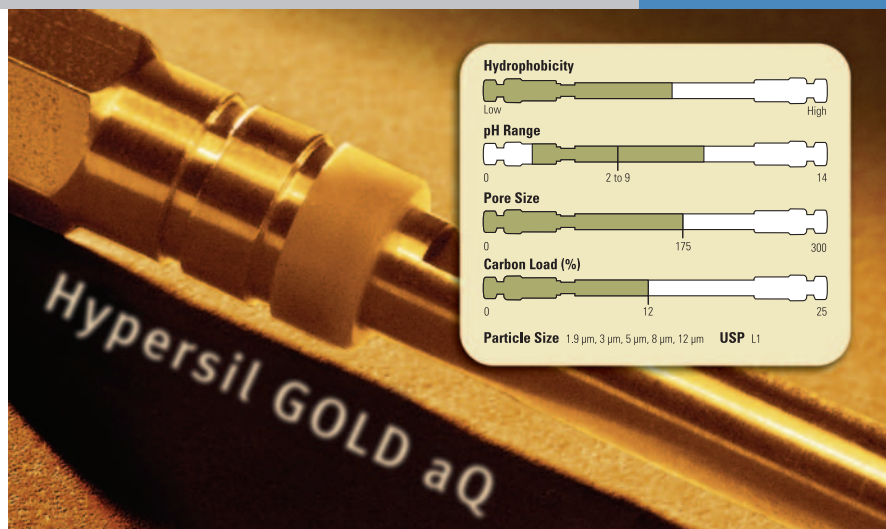 Hydrophobicity
Low High
pH Range
0 2 to 9 14
Pore Size
0 175 300
Carbon Load (%)
0 12 25
Particle Size 1.9 µm, 3 µm, 5 µm, 8 µm, 12 µm USP L1
Hypersil GOLD aQ